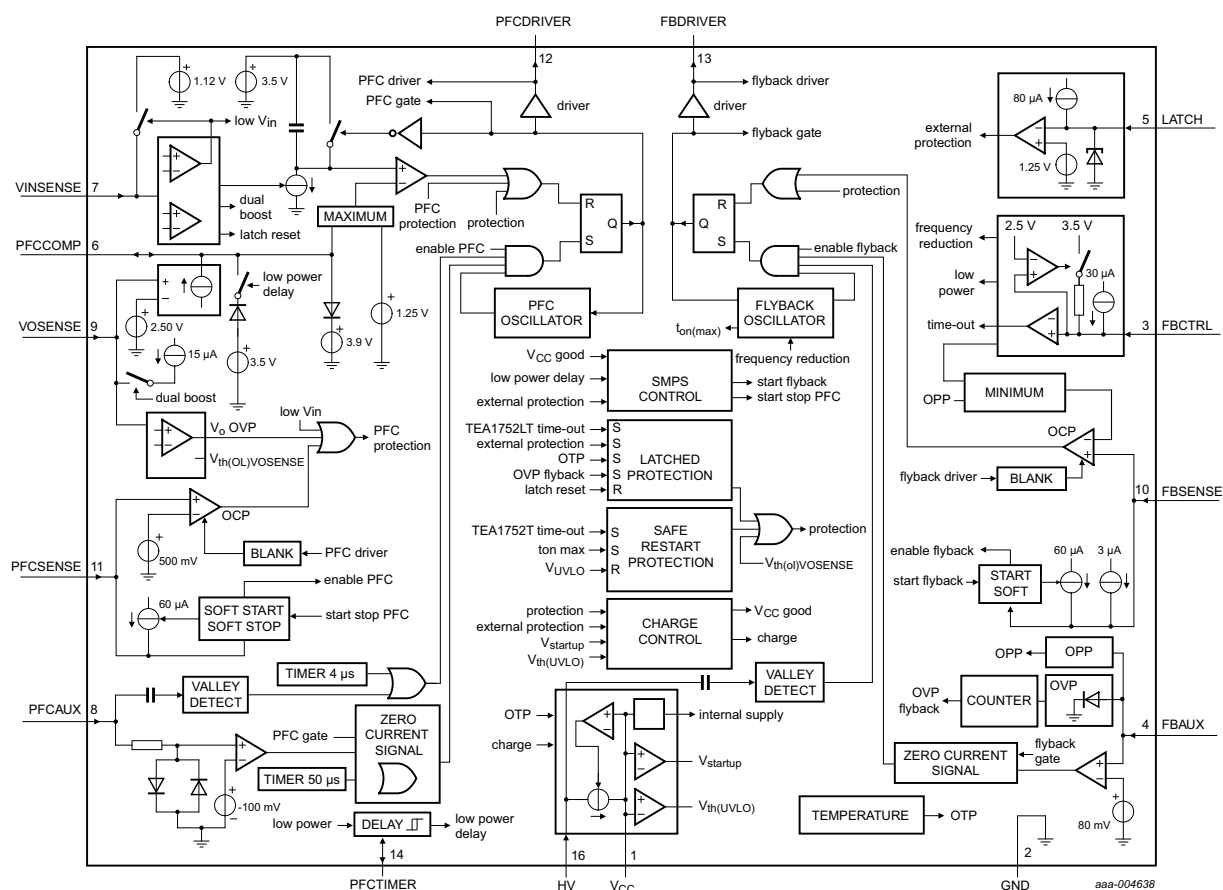 PFCDRIVER
FBDRIVER
12
13
1.12 V
3.5 V
PFC driver
PFC gate
driver
flyback driver
driver
flyback gate
80 µA
external
protection
1.25 V
5 LATCH
low Vin
VINSENSE 7
dual
boost
latch reset
MAXIMUM
PFC
protection
protection
R
S
Q
R
S
Q
protection
PFCCOMP 6
enable PFC
enable flyback
low power
delay
2.50 V
3.5 V
3.9 V
1.25 V
PFC
OSCILLATOR
FLYBACK
OSCILLATOR
ton(max)
frequency reduction
frequency
reduction
2.5 V
3.5 V
low
power
30 µA
time-out
3 FBCTRL
VOSENSE 9
15 µA
dual boost
VCC good
low power delay
external protection
SMPS
CONTROL
start flyback
start stop PFC
OPP
MINIMUM
low Vin
Vo OVP
Vth(OL)VOSENSE
PFC
protection
TEA1752LT time-out
external protection
OTP
OVP flyback
latch reset
S
S
S
S
R
LATCHED
PROTECTION
OCP
flyback driver
BLANK
10 FBSENSE
OCP
500 mV
BLANK
PFC driver
TEA1752T time-out
ton max
VUVLO
S
S
R
SAFE
RESTART
PROTECTION
protection
Vth(ol)VOSENSE
PFCSENSE 11
enable PFC
60 µA
SOFT START
SOFT STOP
start stop PFC
enable flyback
start flyback
START
SOFT
60 µA
3 µA
protection
external protection
Vstartup
Vth(UVLO)
CHARGE
CONTROL
VCC good
charge
OPP
OPP
OVP
flyback
COUNTER
OVP
4 FBAUX
TIMER 4 µs
VALLEY
DETECT
PFCAUX 8
VALLEY
DETECT
OTP
charge
internal supply
Vstartup
Vth(UVLO)
PFC gate
ZERO
CURRENT
SIGNAL
TIMER 50 µs
-100 mV
ZERO CURRENT
SIGNAL
flyback
gate
80 mV
low power
DELAY
low power
delay
TEMPERATURE
OTP
14
16
1
2
PFCTIMER
HV
VCC
GND
aaa-004638